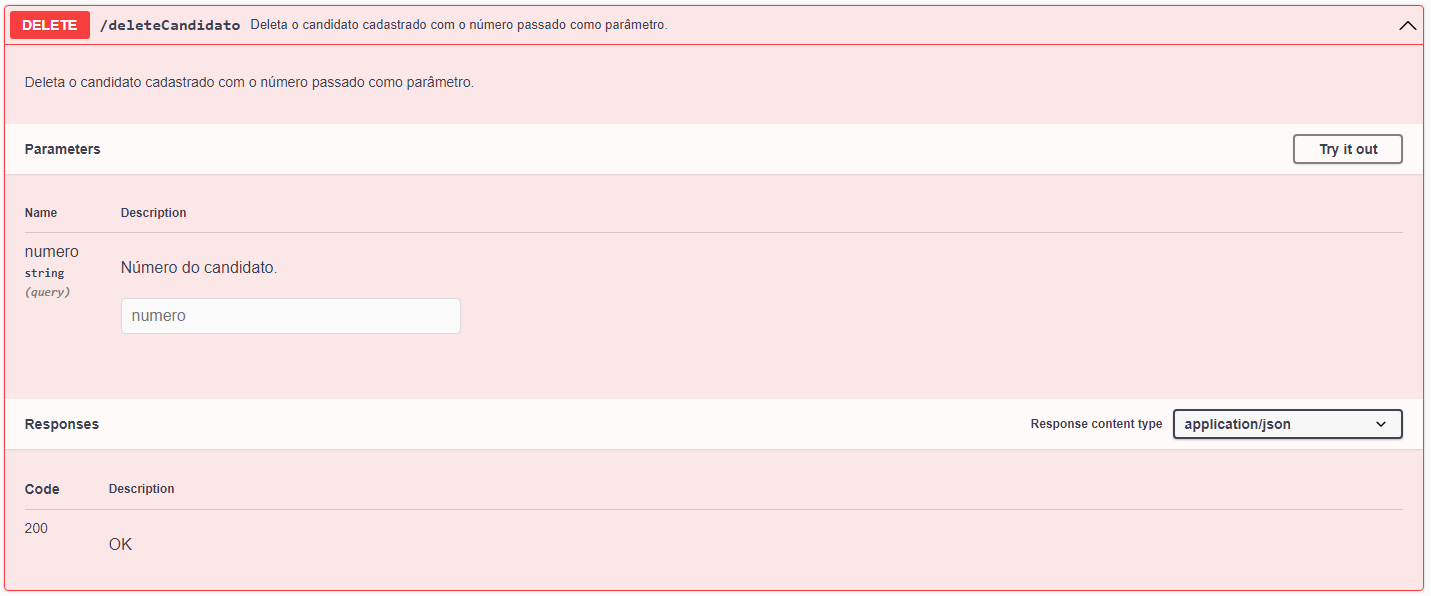 DELETE /deleteCandidato Deleta o candidato cadastrado com o número passado como parâmetro.
Deleta o candidato cadastrado com o número passado como parâmetro.
Parameters Try it out
Name Description
numero
string
(query)
Número do candidato.
numero
Responses Response content type application/json
Code Description
200
OK